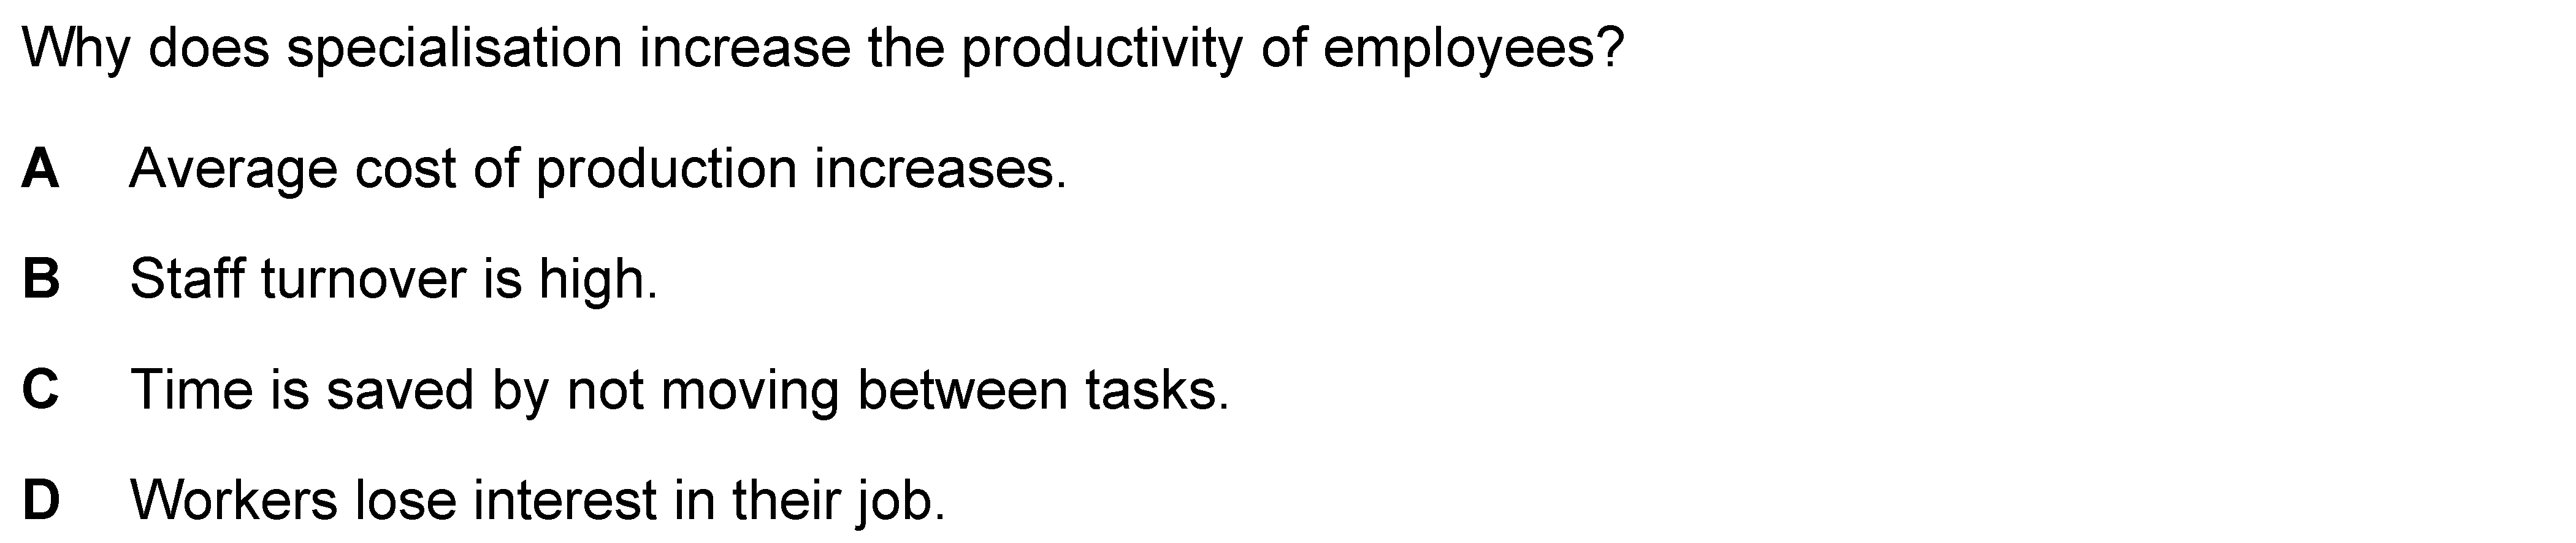 Why does specialisation increase the productivity of employees?
A Average cost of production increases.
B Staff turnover is high.
C Time is saved by not moving between tasks.
D Workers lose interest in their job.